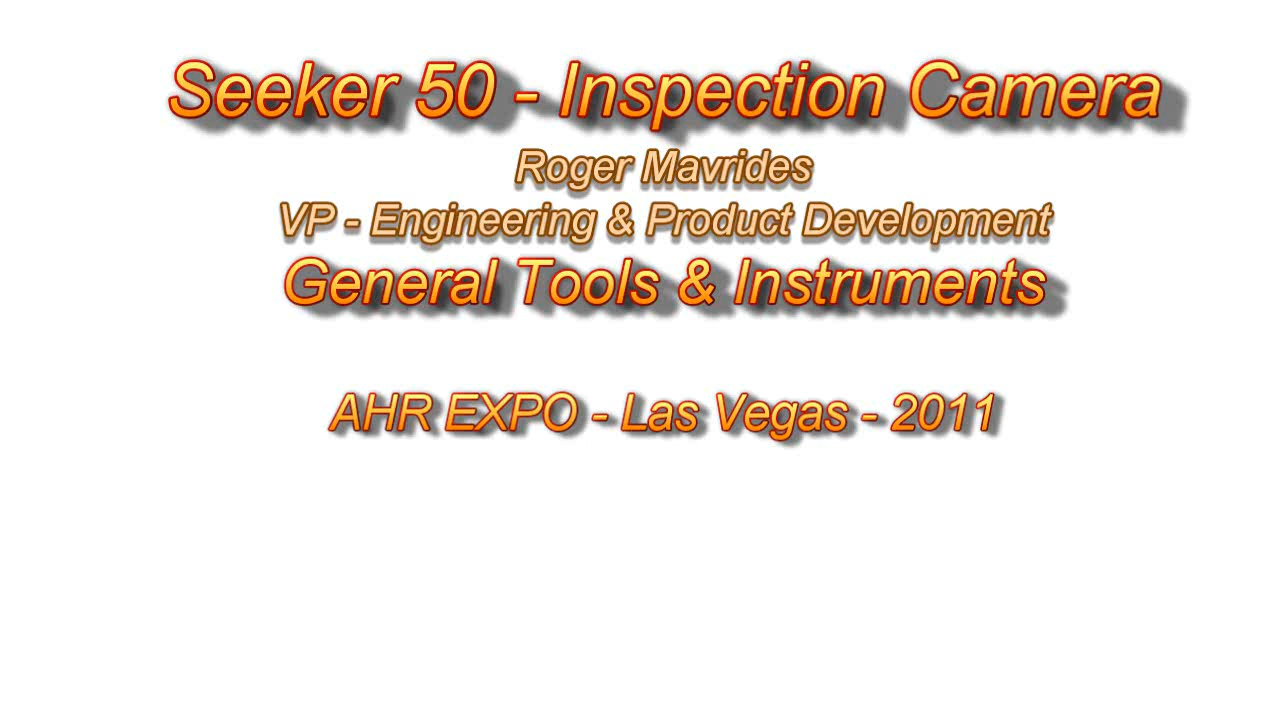 Seeker 50 - Inspection Camera
Roger Mavrides
VP - Engineering & Product Development
General Tools & Instruments
AHR EXPO - Las Vegas - 2011